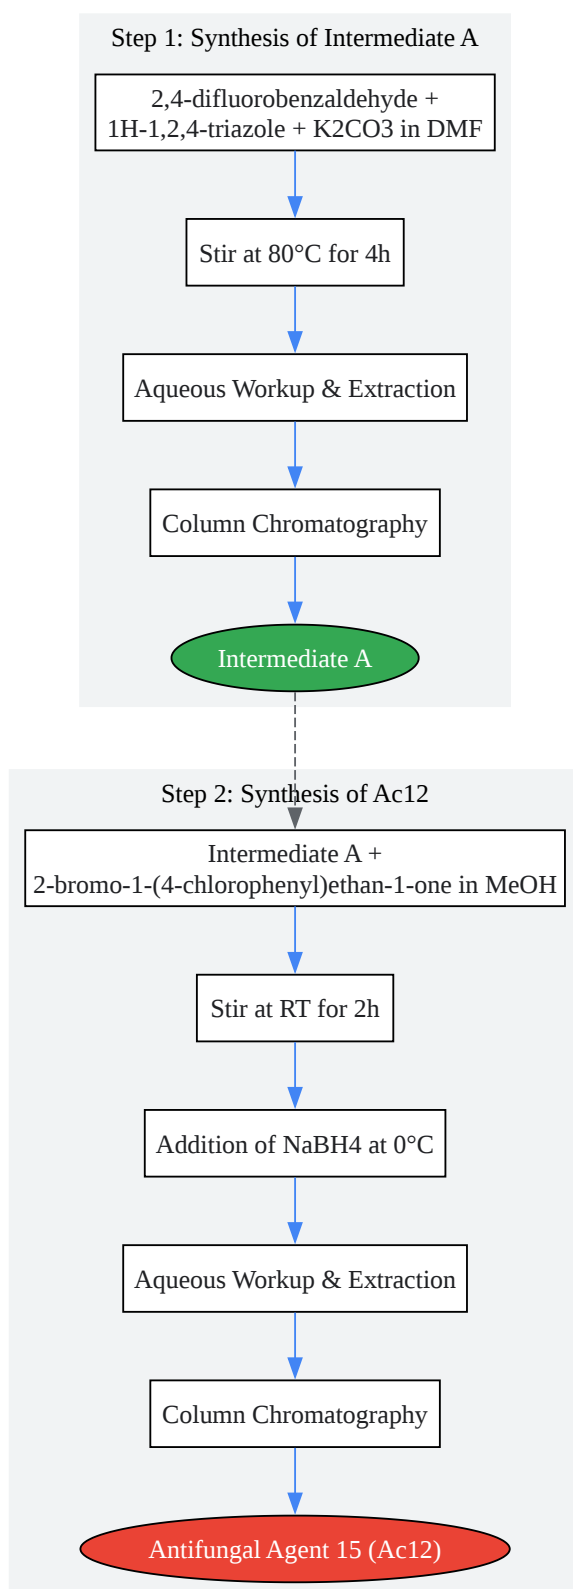 Step 1: Synthesis of Intermediate A
2,4-difluorobenzaldehyde +
1H-1,2,4-triazole + K2CO3 in DMF
Stir at 80°C for 4h
Aqueous Workup & Extraction
Column Chromatography
Intermediate A
Step 2: Synthesis of Ac12
Intermediate A +
2-bromo-1-(4-chlorophenyl)ethan-1-one in MeOH
Stir at RT for 2h
Addition of NaBH4 at 0°C
Aqueous Workup & Extraction
Column Chromatography
Antifungal Agent 15 (Ac12)